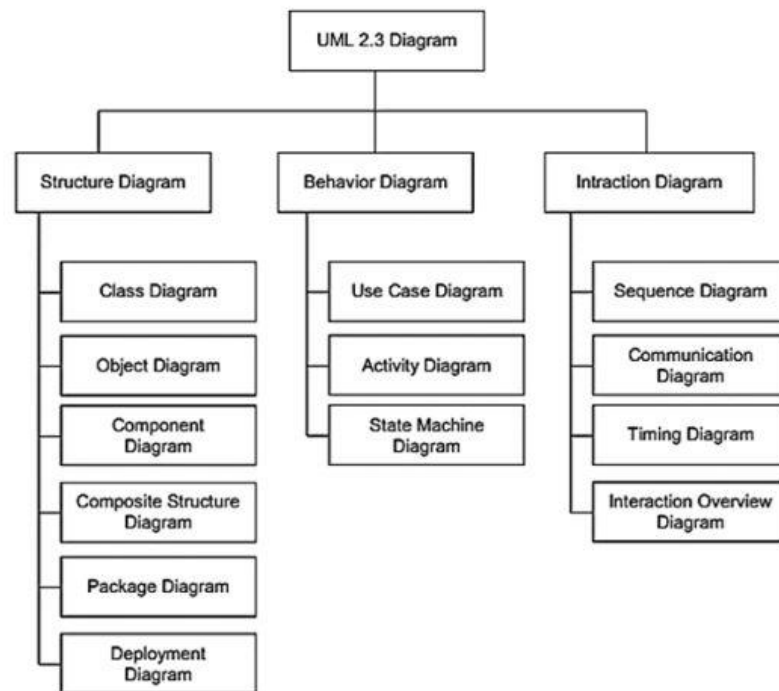 UML 2.3 Diagram
Structure Diagram
Behavior Diagram
Intraction Diagram
Class Diagram
Use Case Diagram
Sequence Diagram
Object Diagram
Activity Diagram
Communication
Diagram
Component
Diagram
State Machine
Diagram
Timing Diagram
Composite Structure
Diagram
Interaction Overview
Diagram
Package Diagram
Deployment
Diagram